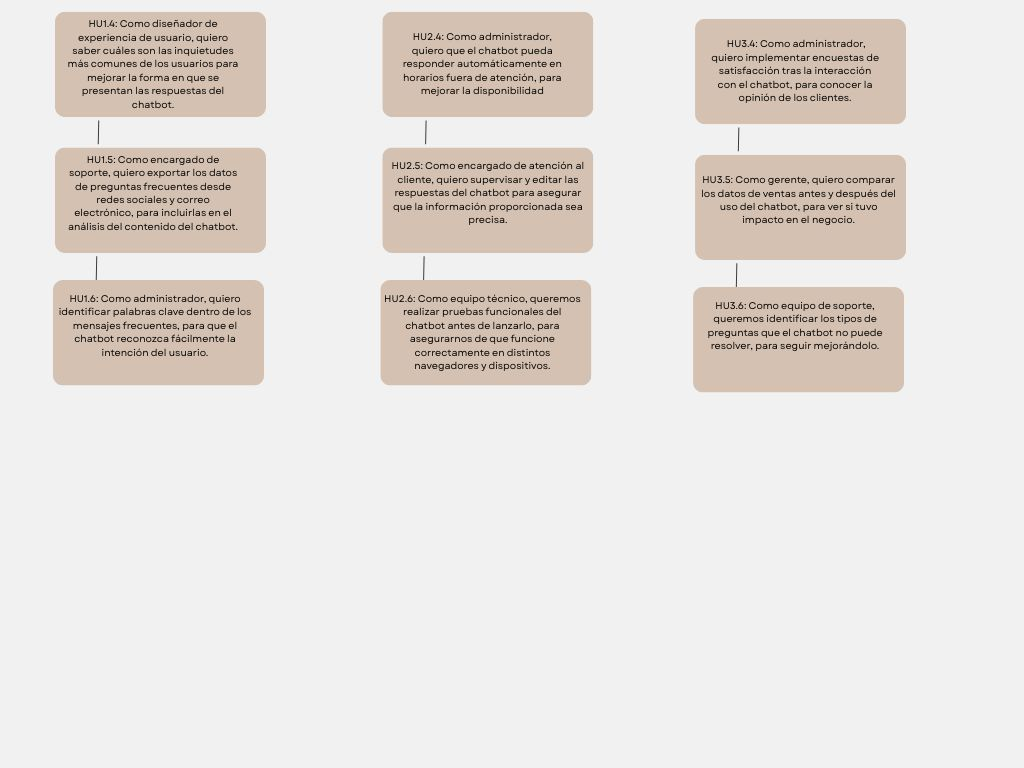 HU1.4: Como diseñador de
experiencia de usuario, quiero
saber cuáles son las inquietudes
más comunes de los usuarios para
mejorar la forma en que se
presentan las respuestas del
chatbot.
HU1.5: Como encargado de
soporte, quiero exportar los datos
de preguntas frecuentes desde
redes sociales y correo
electrónico, para incluirlas en el
análisis del contenido del chatbot.
HU1.6: Como administrador, quiero
identificar palabras clave dentro de los
mensajes frecuentes, para que el
chatbot reconozca fácilmente la
intención del usuario.
HU2.4: Como administrador,
quiero que el chatbot pueda
responder automáticamente en
horarios fuera de atención, para
mejorar la disponibilidad
HU2.5: Como encargado de atención al
cliente, quiero supervisar y editar las
respuestas del chatbot para asegurar
que la información proporcionada sea
precisa.
HU2.6: Como equipo técnico, queremos
realizar pruebas funcionales del
chatbot antes de lanzarlo, para
asegurarnos de que funcione
correctamente en distintos
navegadores y dispositivos.
HU3.4: Como administrador,
quiero implementar encuestas de
satisfacción tras la interacción
con el chatbot, para conocer la
opinión de los clientes.
HU3.5: Como gerente, quiero comparar
los datos de ventas antes y después del
uso del chatbot, para ver si tuvo
impacto en el negocio.
HU3.6: Como equipo de soporte,
queremos identificar los tipos de
preguntas que el chatbot no puede
resolver, para seguir mejorándolo.